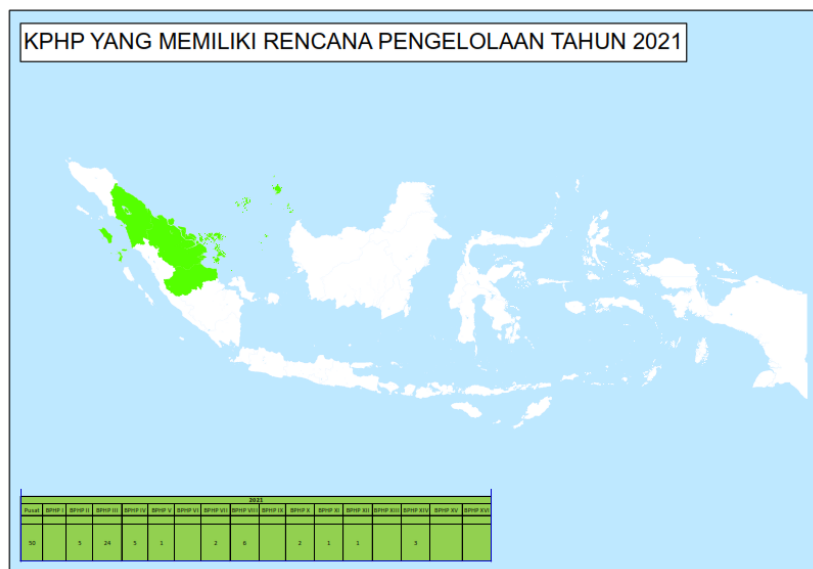 KPHP YANG MEMILIKI RENCANA PENGELOLAAN TAHUN 2021
2021
Pusat BPHP I BPHP II BPHP III BPHP IV BPHP V BPHP VI BPHP VII BPHP VIII BPHP IX BPHP X BPHP XI BPHP XII BPHP XIII BPHP XIV BPHP XV BPHP XVI
50 5 24 5 1 2 6 2 1 1 3